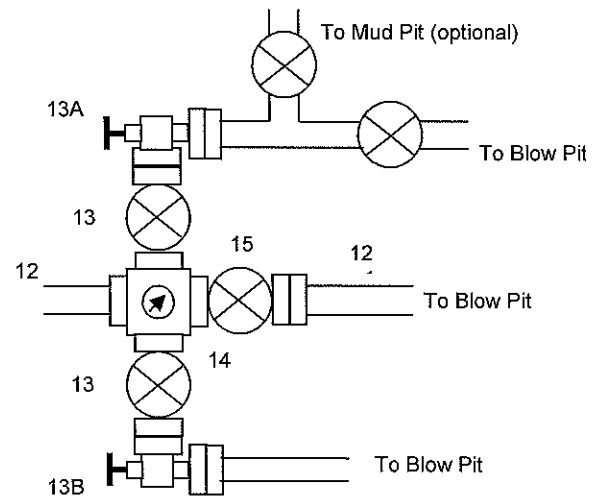 To Mud Pit (optional)
13A
To Blow Pit
13
15
12
12
To Blow Pit
14
13
To Blow Pit
13B